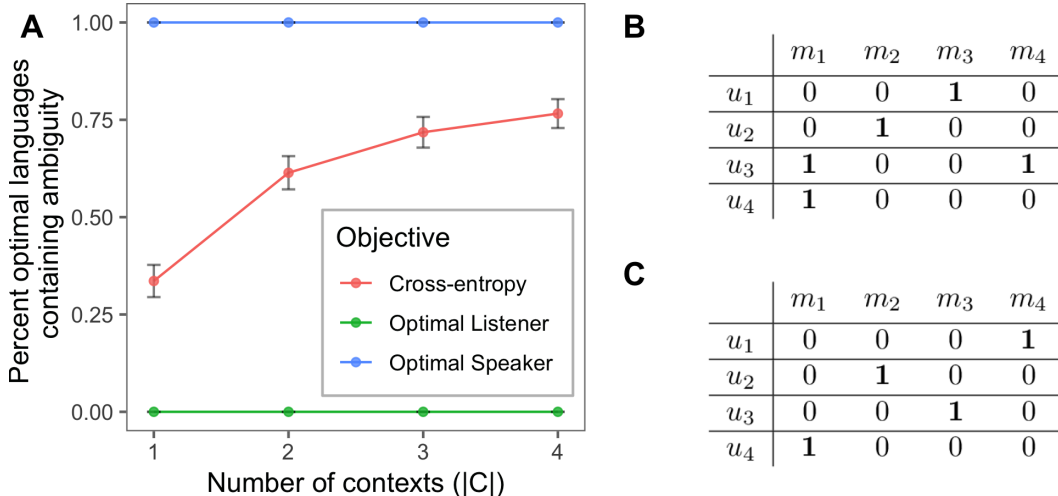 A
Percent optimal languages
containing ambiguity
1.00
0.75
0.50
0.25
0.00
1 2 3 4
Number of contexts (|C|)
Objective
Cross-entropy
Optimal Listener
Optimal Speaker
B
m₁ m₂ m₃ m₄
u₁ 0 0 1 0
u₂ 0 1 0 0
u₃ 1 0 0 1
u₄ 1 0 0 0
C
m₁ m₂ m₃ m₄
u₁ 0 0 0 1
u₂ 0 1 0 0
u₃ 0 0 1 0
u₄ 1 0 0 0